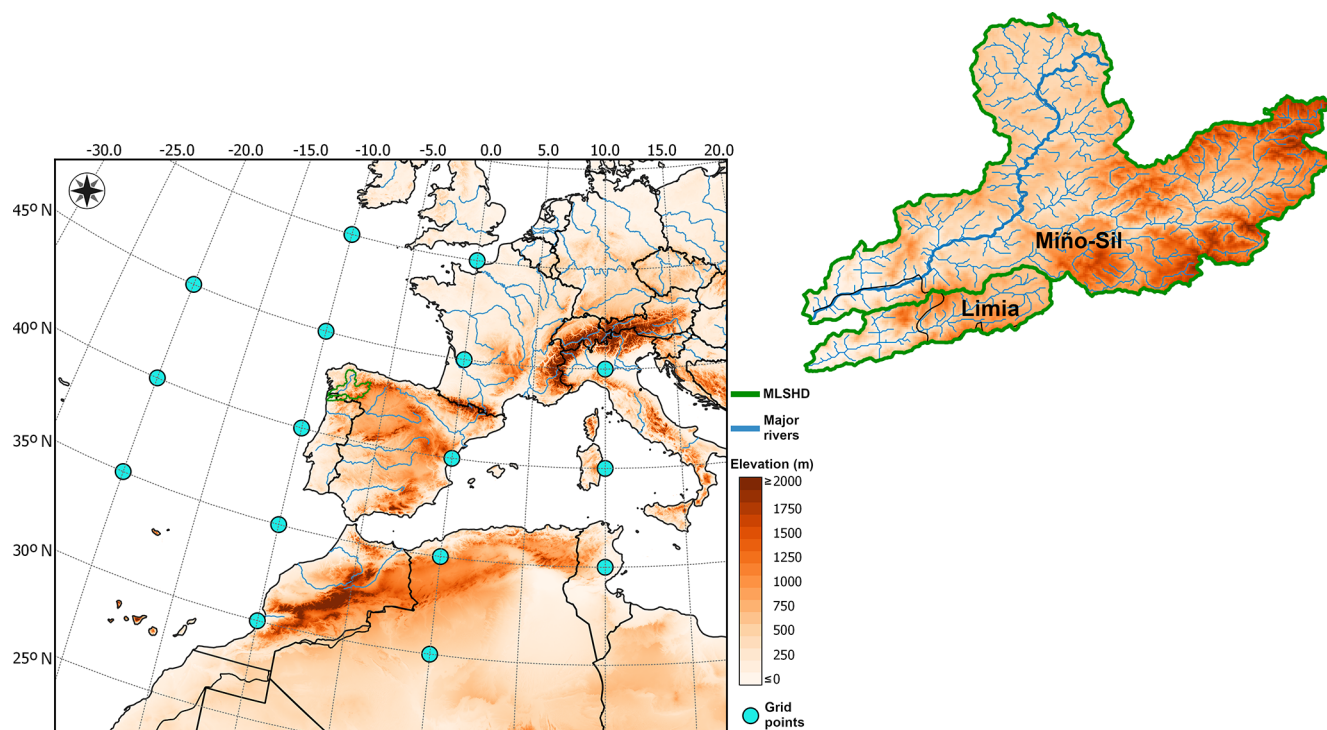 -30.0 -25.0 -20.0 -15.0 -10.0 -5.0 0.0 5.0 10.0 15.0 20.0
45º N
40º N
35º N
30º N
25º N
Miño-Sil
Limia
MLSHD
Major
rivers
Elevation (m)
≥2000
1750
1500
1250
1000
750
500
250
≤0
Grid
points